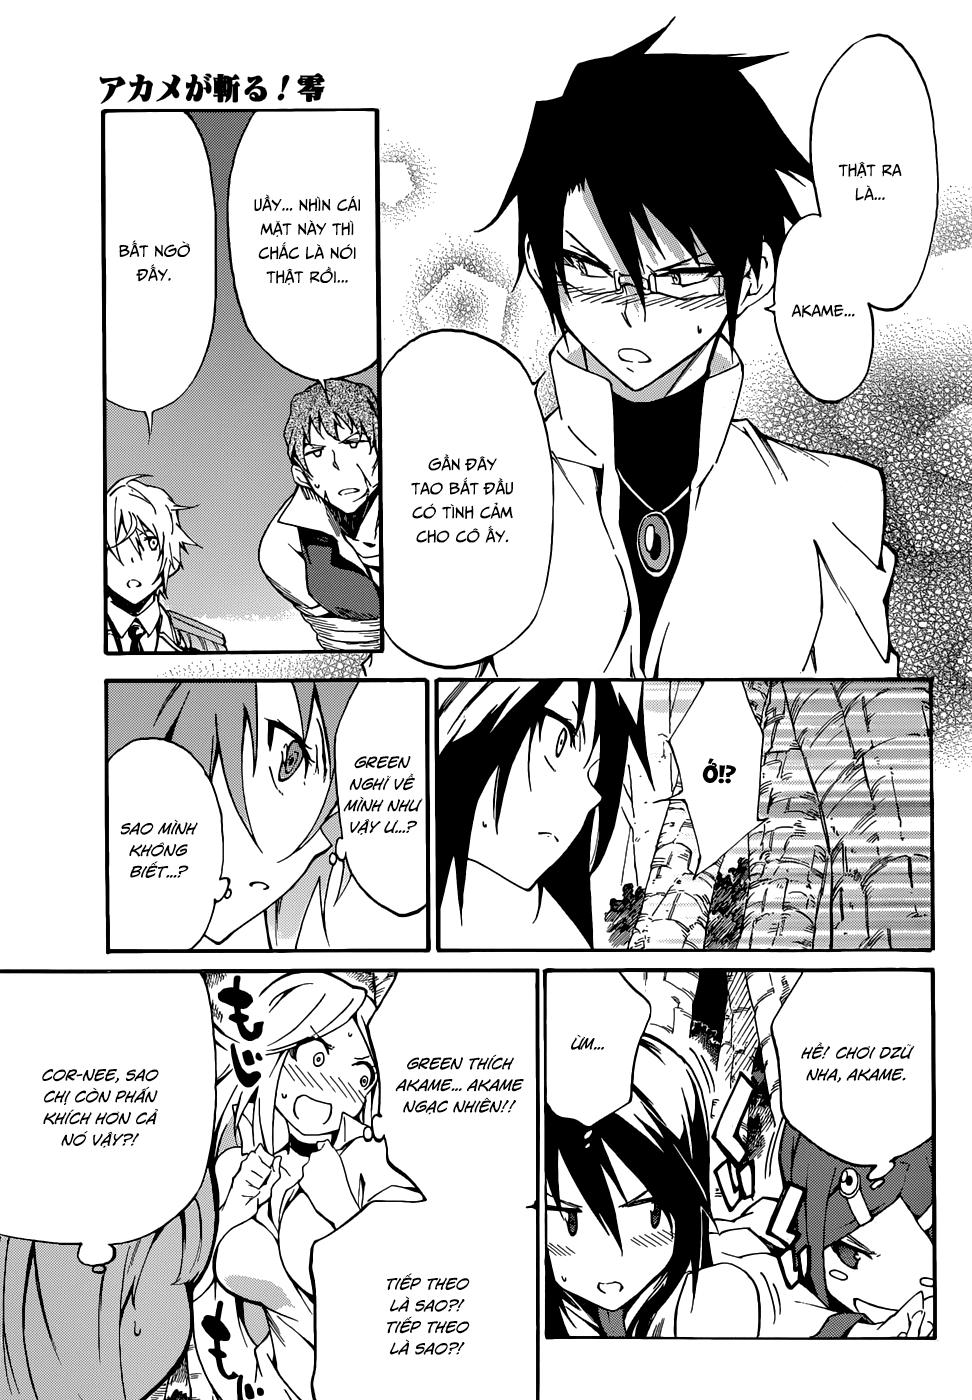 アカメが斬る！零
THẬT RA
LÀ...
AKAME...
GẦN ĐÂY
TAO BẮT ĐẦU
CÓ TÌNH CẢM
CHO CÔ ẤY.
UẦY... NHÌN CÁI
MẶT NÀY THÌ
CHẮC LÀ NÓI
THẬT RỒI...
BẤT NGỜ
ĐẤY.
Ớ!?
GREEN
NGHĨ VỀ
MÌNH NHƯ
VẬY Ư...?
SAO MÌNH
KHÔNG
BIẾT...?
HỀ! CHƠI DZỪ
NHA, AKAME.
ỪM...
GREEN THÍCH
AKAME... AKAME
NGẠC NHIÊN!!
もじ
もじ
COR-NEE, SAO
CHỊ CÒN PHẤN
KHÍCH HƠN CẢ
NÓ VẬY?!
TIẾP THEO
LÀ SAO?!
TIẾP THEO
LÀ SAO?!